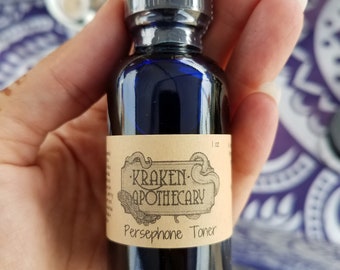 1 oz
·KRAKEN·
APOTHECARY
Persephone Toner